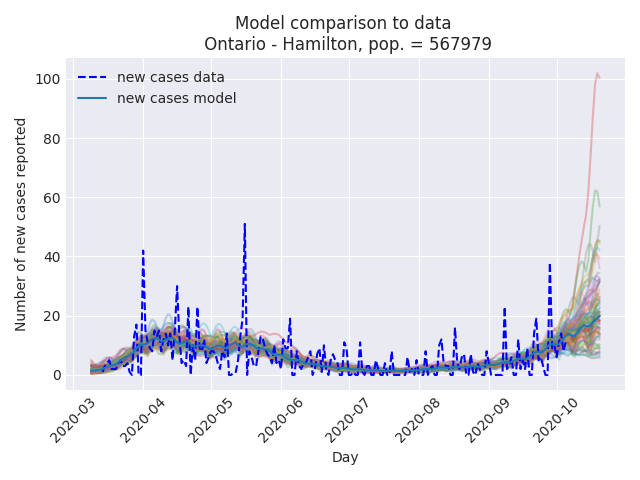 Model comparison to data
Ontario - Hamilton, pop. = 567979
new cases data
new cases model
Number of new cases reported
100
80
60
40
20
0
2020-03
2020-04
2020-05
2020-06
2020-07
2020-08
2020-09
2020-10
Day